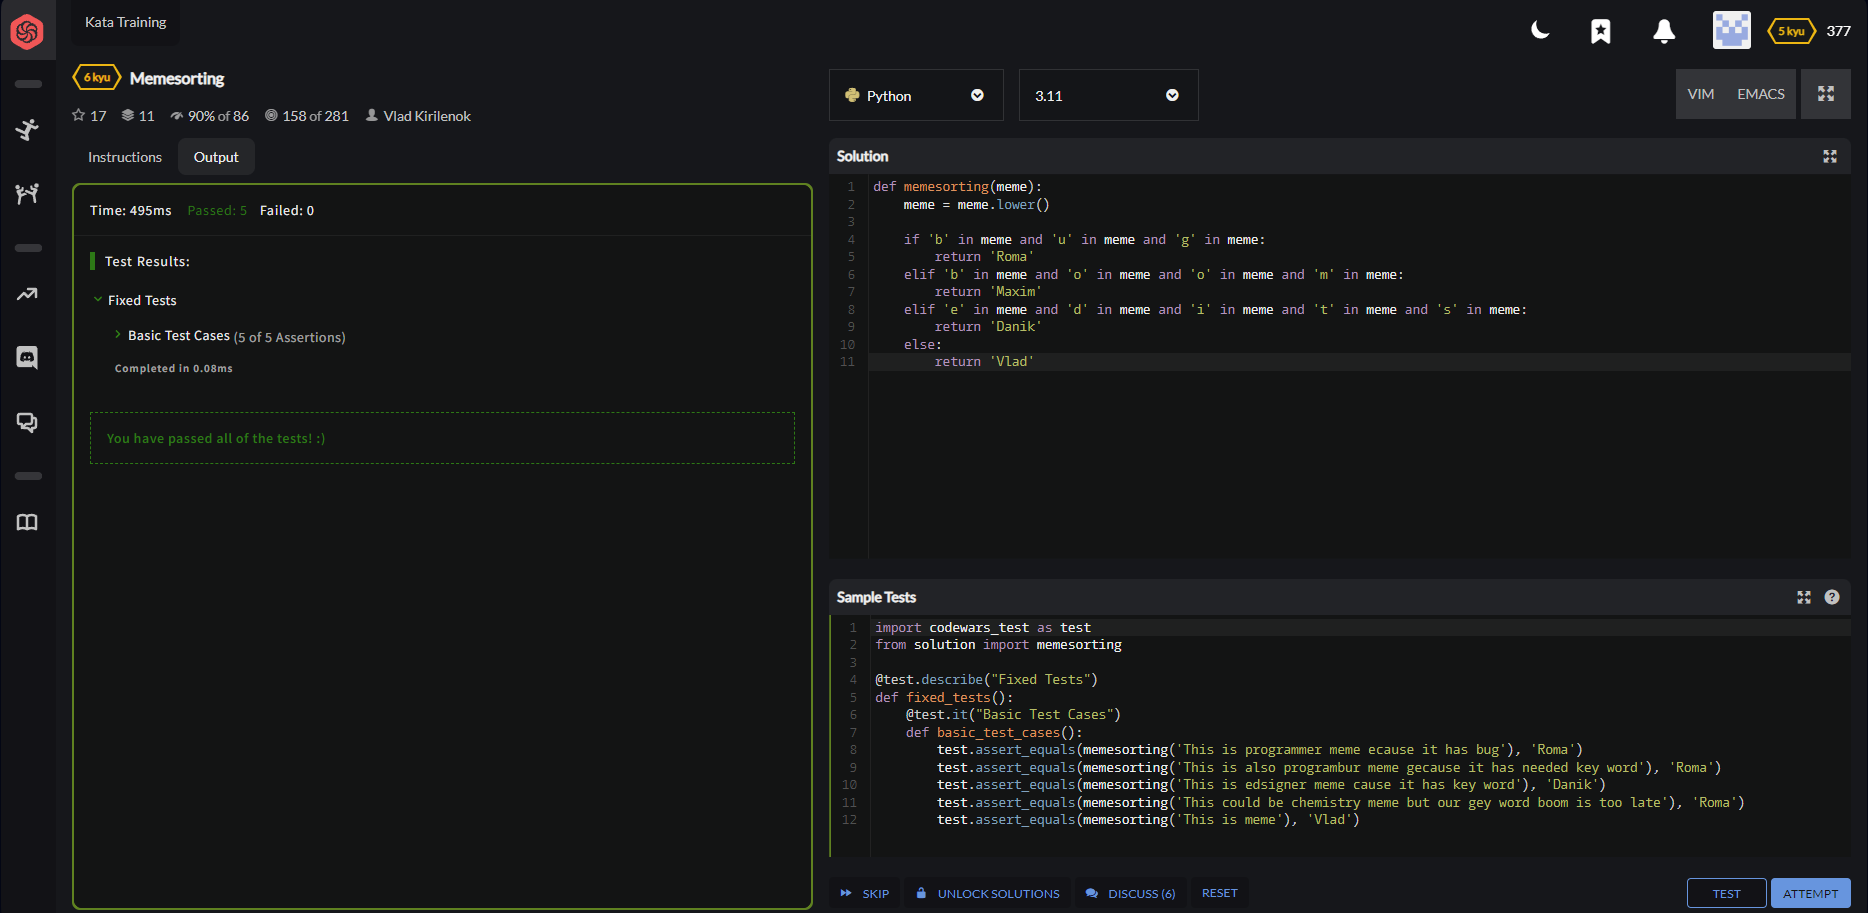 Kata Training
5 kyu 377
6 kyu Memesorting
17 11 90% of 86 158 of 281 Vlad Kirilenok
Instructions Output
Time: 495ms Passed: 5 Failed: 0
Test Results:
Fixed Tests
Basic Test Cases (5 of 5 Assertions)
Completed in 0.08ms
You have passed all of the tests! :)
Python 3.11 VIM EMACS
Solution
1 def memesorting(meme):
2     meme = meme.lower()
3
4     if 'b' in meme and 'u' in meme and 'g' in meme:
5         return 'Roma'
6     elif 'b' in meme and 'o' in meme and 'o' in meme and 'm' in meme:
7         return 'Maxim'
8     elif 'e' in meme and 'd' in meme and 'i' in meme and 't' in meme and 's' in meme:
9         return 'Danik'
10     else:
11         return 'Vlad'
Sample Tests
1 import codewars_test as test
2 from solution import memesorting
3
4 @test.describe("Fixed Tests")
5 def fixed_tests():
6     @test.it("Basic Test Cases")
7     def basic_test_cases():
8         test.assert_equals(memesorting('This is programmer meme ecause it has bug'), 'Roma')
9         test.assert_equals(memesorting('This is also programbur meme gecause it has needed key word'), 'Roma')
10         test.assert_equals(memesorting('This is edsigner meme cause it has key word'), 'Danik')
11         test.assert_equals(memesorting('This could be chemistry meme but our gey word boom is too late'), 'Roma')
12         test.assert_equals(memesorting('This is meme'), 'Vlad')
SKIP UNLOCK SOLUTIONS DISCUSS (6) RESET TEST ATTEMPT